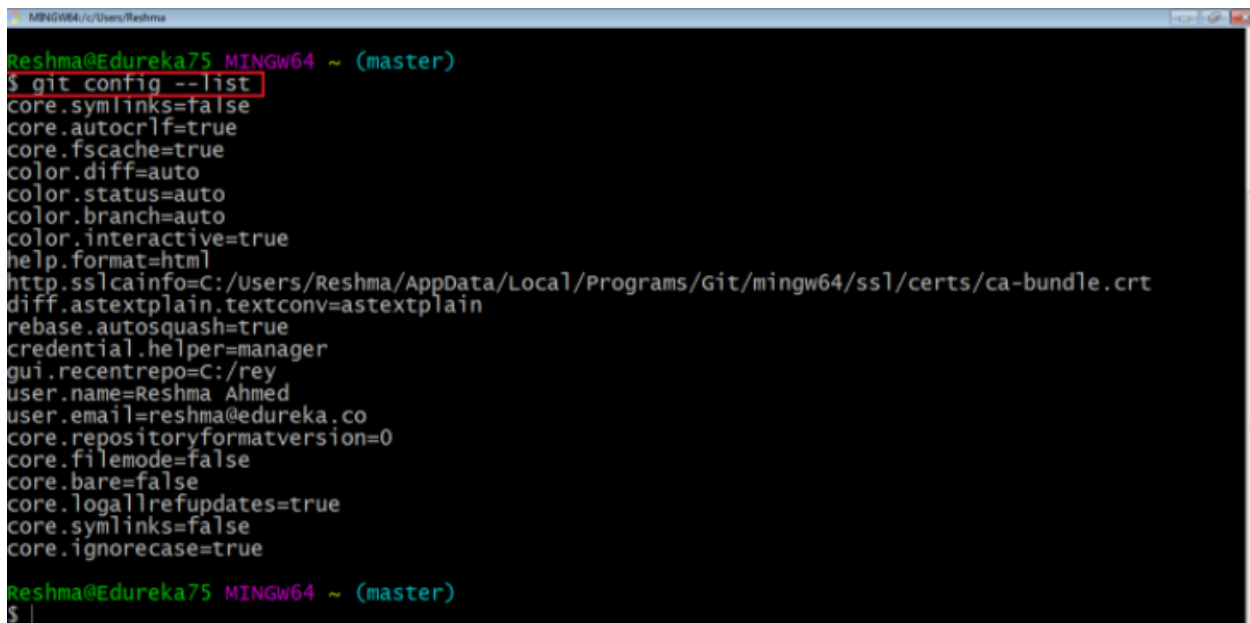 MINGW64:/c/Users/Reshma
Reshma@Edureka75 MINGW64 ~ (master)
$ git config --list
core.symlinks=false
core.autocrlf=true
core.fscache=true
color.diff=auto
color.status=auto
color.branch=auto
color.interactive=true
help.format=html
http.sslcainfo=C:/Users/Reshma/AppData/Local/Programs/Git/mingw64/ssl/certs/ca-bundle.crt
diff.astextplain.textconv=astextplain
rebase.autosquash=true
credential.helper=manager
gui.recentrepo=C:/rey
user.name=Reshma Ahmed
user.email=reshma@edureka.co
core.repositoryformatversion=0
core.filemode=false
core.bare=false
core.logallrefupdates=true
core.symlinks=false
core.ignorecase=true
Reshma@Edureka75 MINGW64 ~ (master)
$